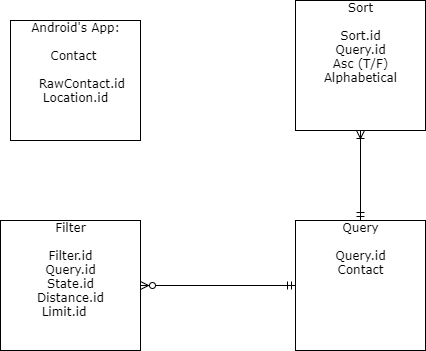 Android's App:
Contact
RawContact.id
Location.id
Sort
Sort.id
Query.id
Asc (T/F)
Alphabetical
Filter
Filter.id
Query.id
State.id
Distance.id
Limit.id
Query
Query.id
Contact